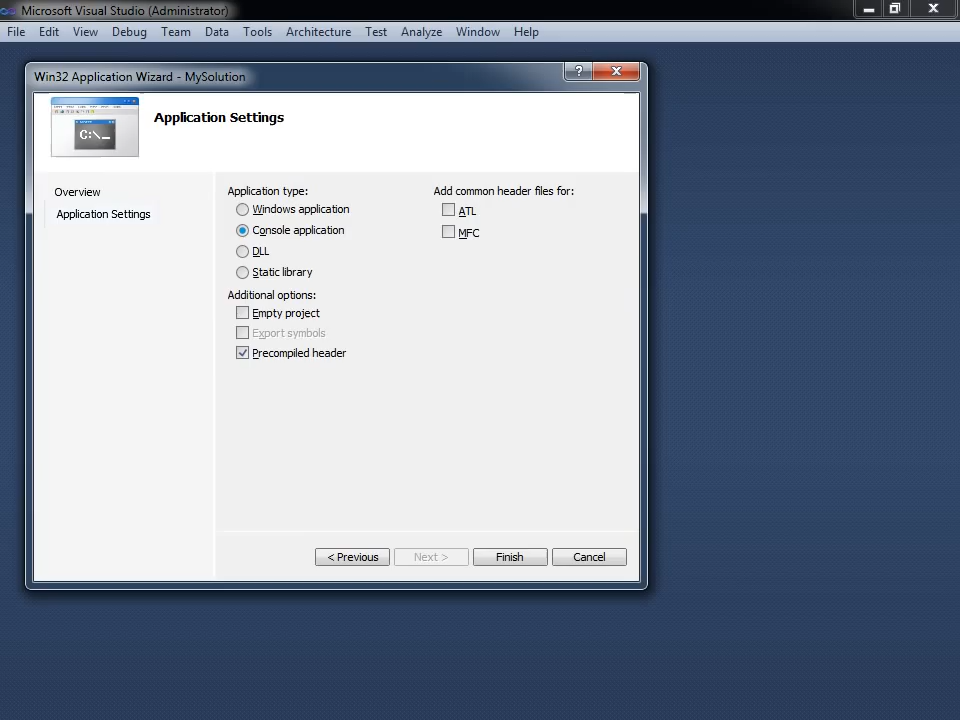 Microsoft Visual Studio (Administrator)
File Edit View Debug Team Data Tools Architecture Test Analyze Window Help
Win32 Application Wizard - MySolution
C:\_
Application Settings
Overview
Application Settings
Application type:
Windows application
Console application
DLL
Static library
Additional options:
Empty project
Export symbols
Precompiled header
Add common header files for:
ATL
MFC
< Previous Next > Finish Cancel